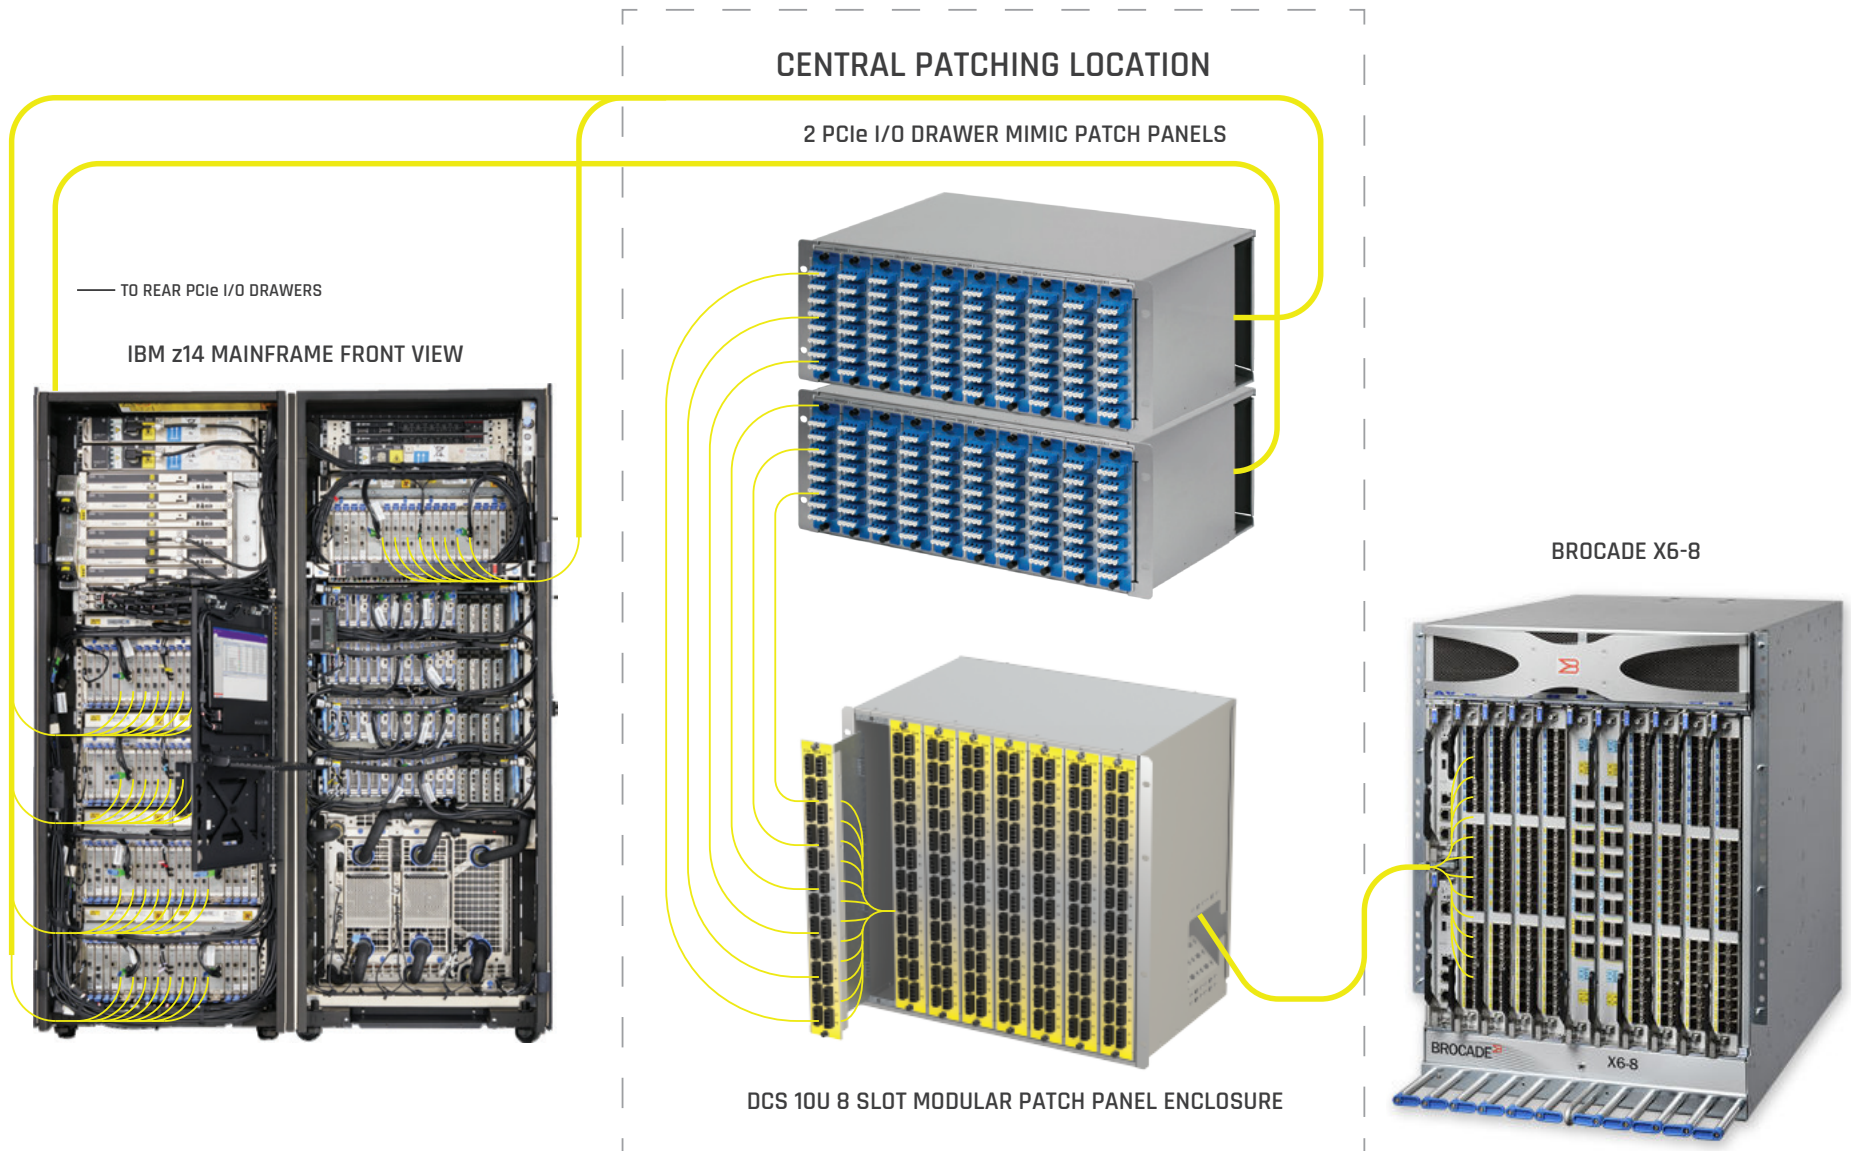 CENTRAL PATCHING LOCATION
2 PCIe I/O DRAWER MIMIC PATCH PANELS
TO REAR PCIe I/O DRAWERS
IBM z14 MAINFRAME FRONT VIEW
BROCADE X6-8
BROCADE
X6-8
DCS 10U 8 SLOT MODULAR PATCH PANEL ENCLOSURE